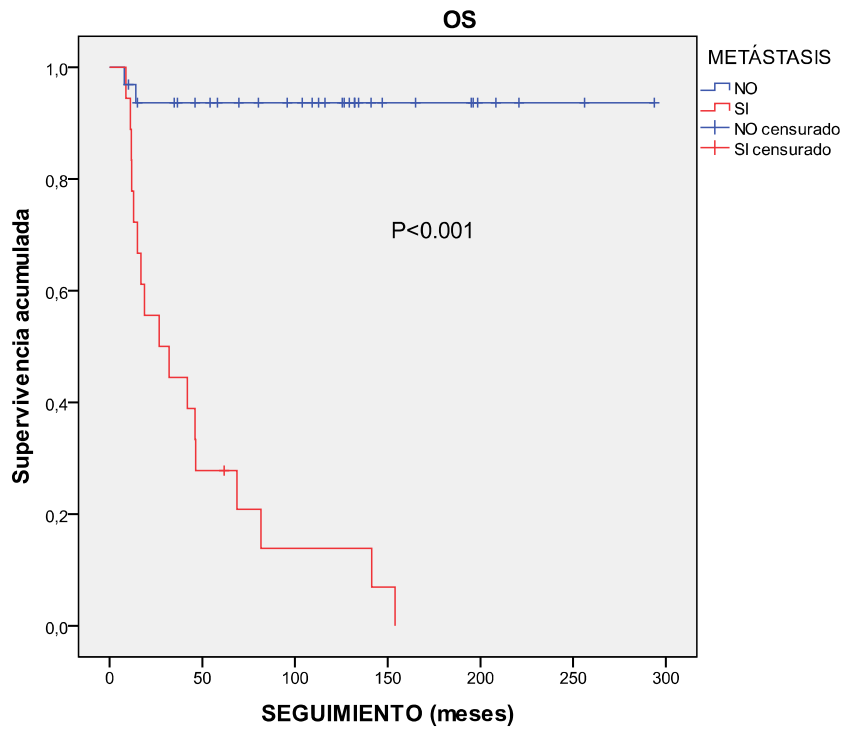 OS
METÁSTASIS
NO
SI
NO censurado
SI censurado
Supervivencia acumulada
1,0
0,8
0,6
0,4
0,2
0,0
P<0.001
0 50 100 150 200 250 300
SEGUIMIENTO (meses)